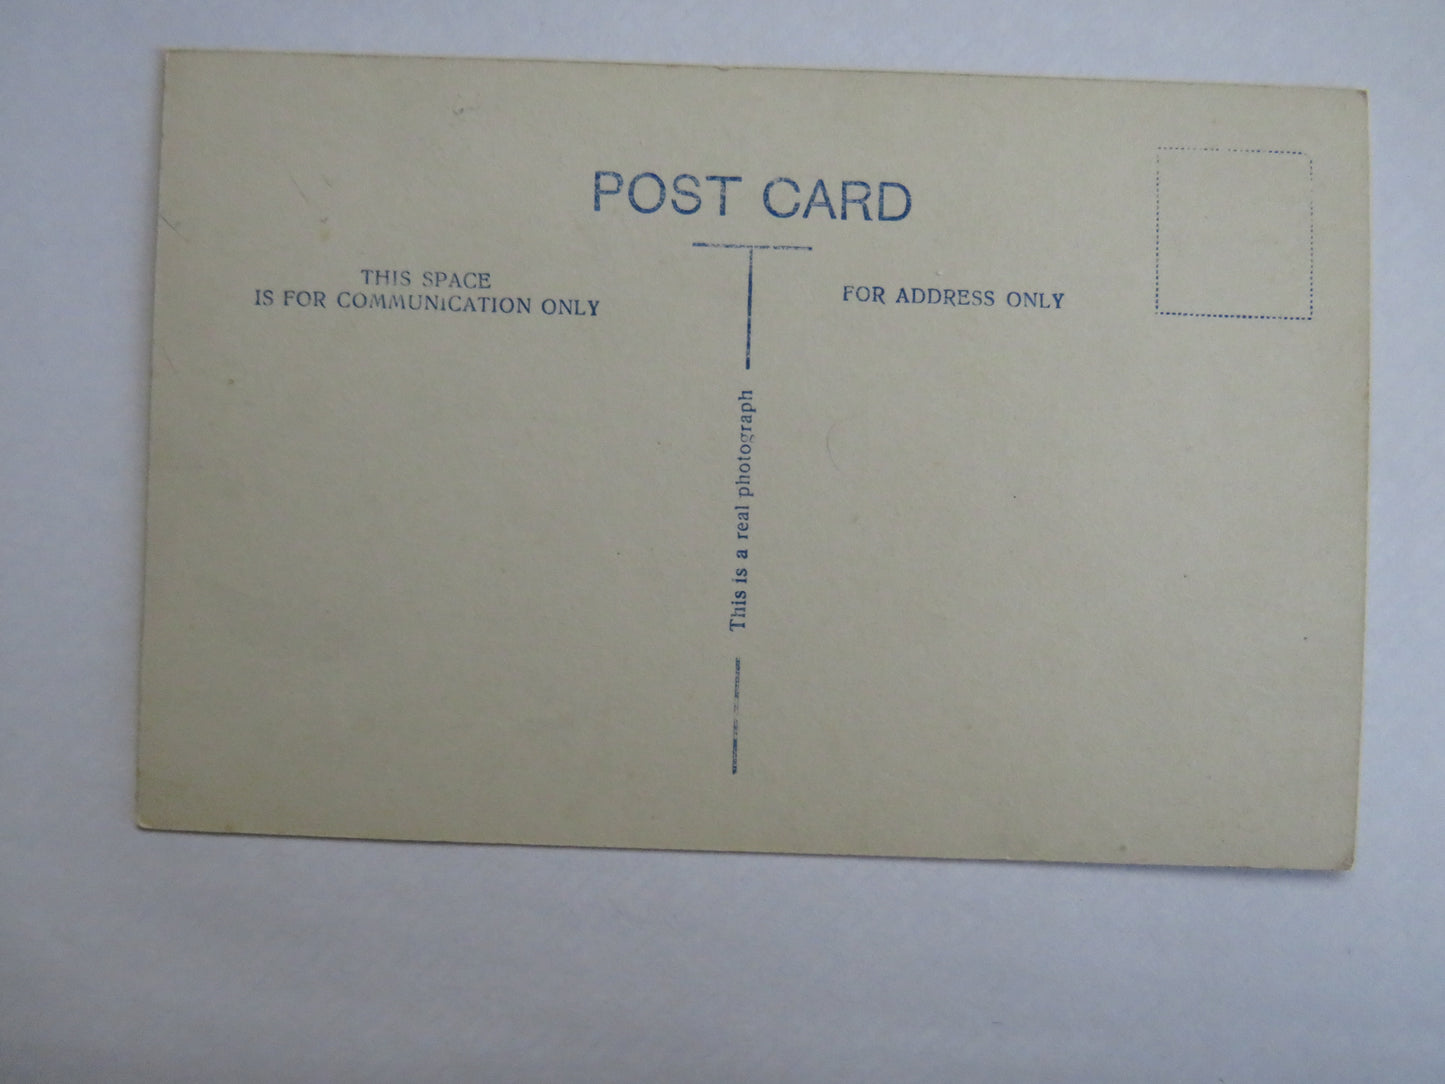 POST CARD
THIS SPACE
IS FOR COMMUNICATION ONLY
FOR ADDRESS ONLY
This is a real photograph